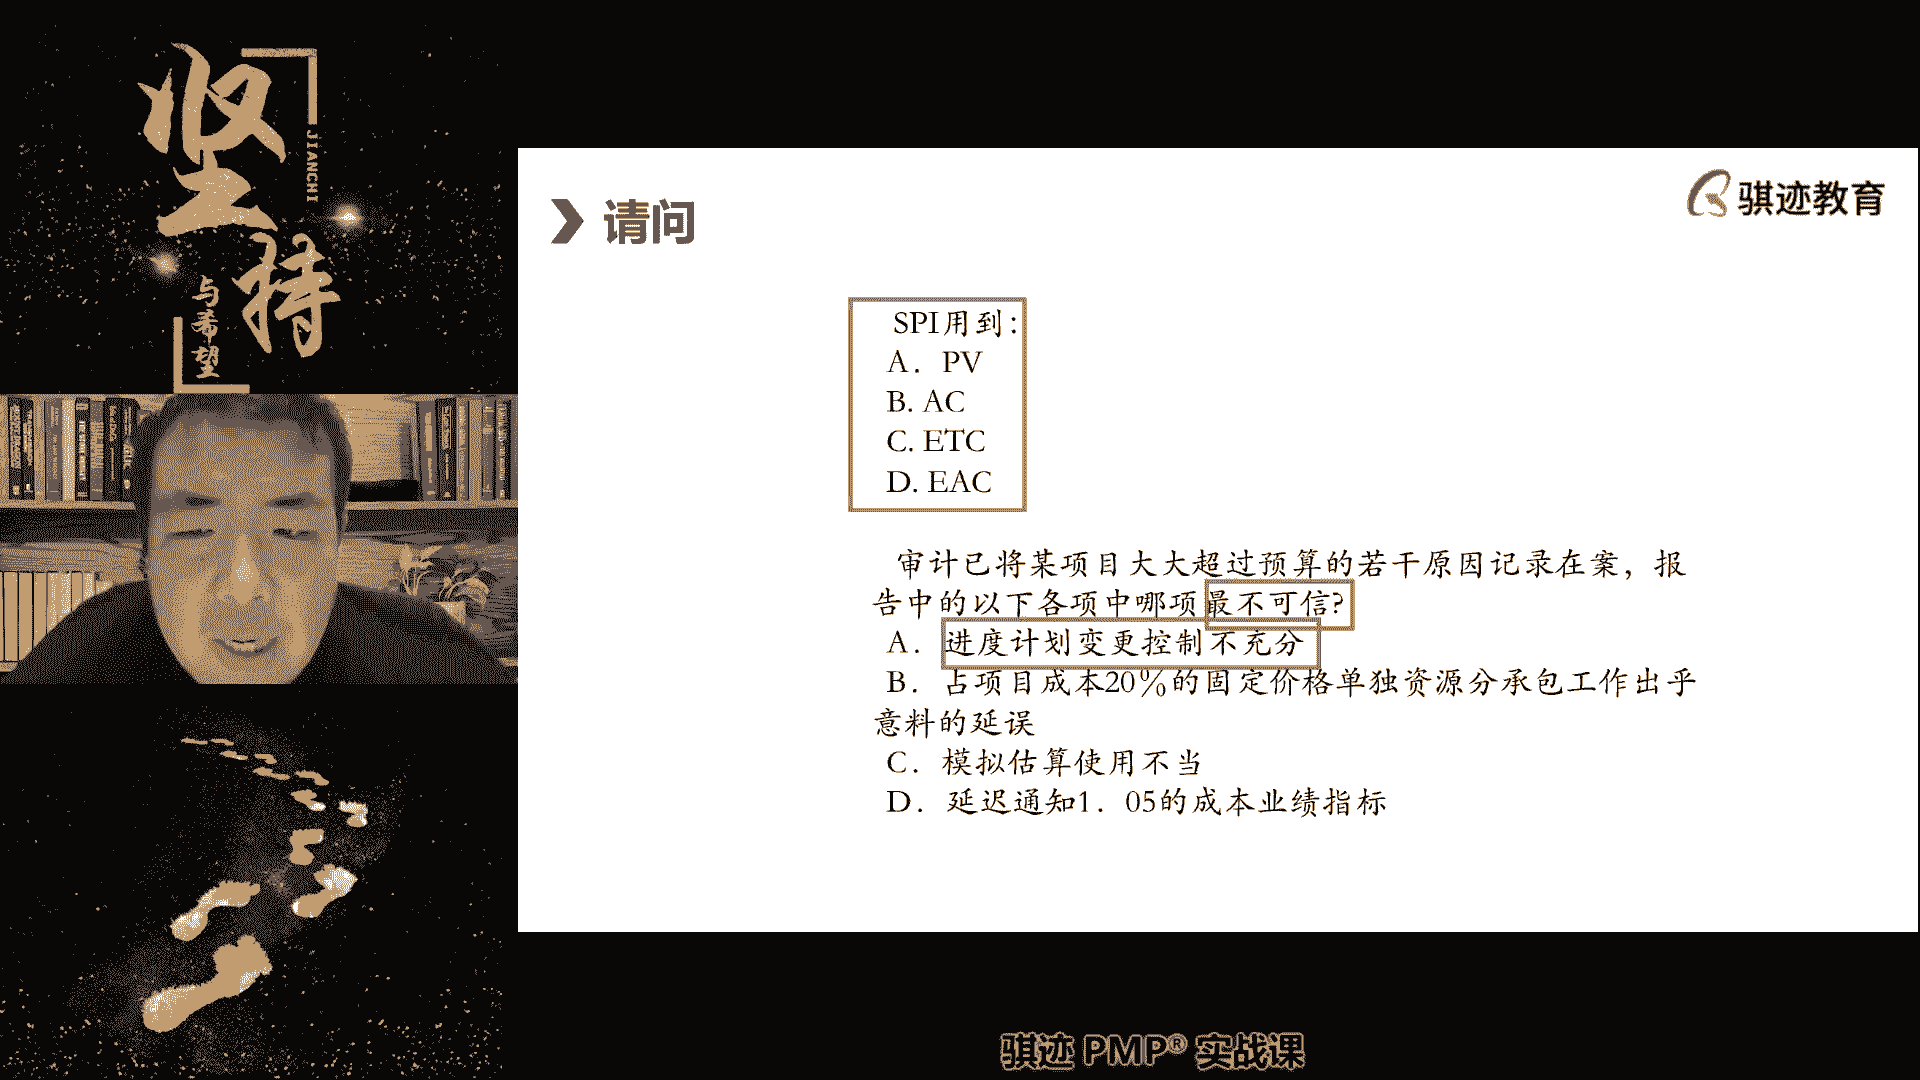 坚持
JIANCHI
与希望
请问
骐迹教育
SPI用到：
A．PV
B. AC
C. ETC
D. EAC
审计已将某项目大大超过预算的若干原因记录在案，报
告中的以下各项中哪项最不可信?
A．进度计划变更控制不充分
B．占项目成本20%的固定价格单独资源分承包工作出乎
意料的延误
C．模拟估算使用不当
D．延迟通知1．05的成本业绩指标
骐迹 PMP® 实战课